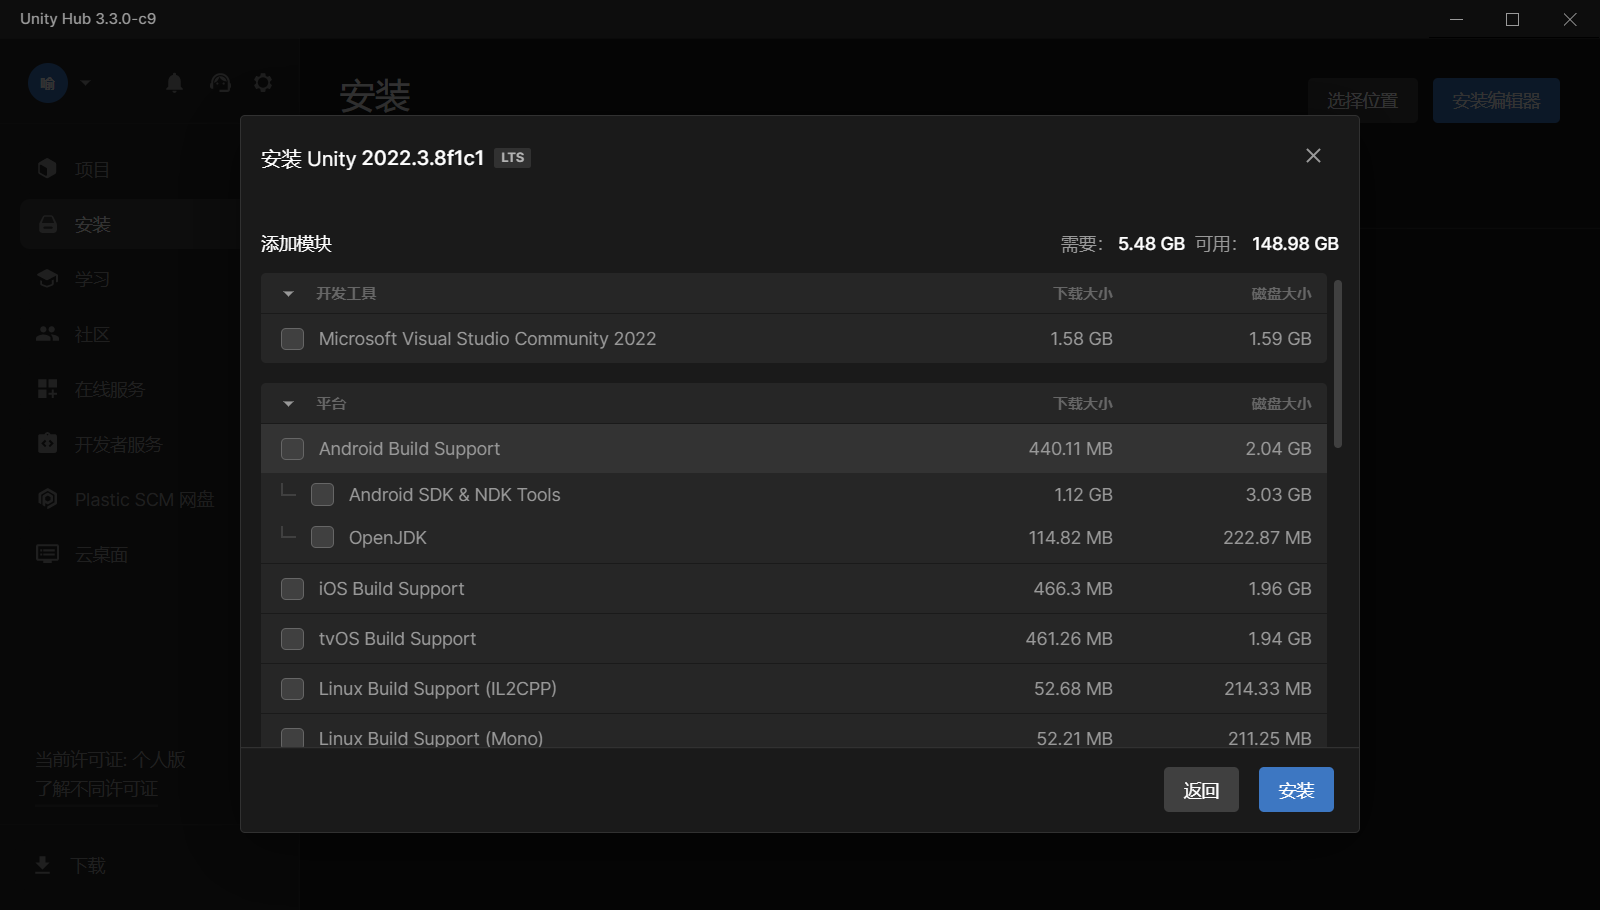 Unity Hub 3.3.0-c9
安装
选择位置
安装编辑器
项目
安装
学习
社区
在线服务
开发者服务
Plastic SCM 网盘
云桌面
当前许可证: 个人版
了解不同许可证
下载
安装 Unity 2022.3.8f1c1 LTS
添加模块
需要： 5.48 GB 可用： 148.98 GB
开发工具 下载大小 磁盘大小
Microsoft Visual Studio Community 2022 1.58 GB 1.59 GB
平台 下载大小 磁盘大小
Android Build Support 440.11 MB 2.04 GB
Android SDK & NDK Tools 1.12 GB 3.03 GB
OpenJDK 114.82 MB 222.87 MB
iOS Build Support 466.3 MB 1.96 GB
tvOS Build Support 461.26 MB 1.94 GB
Linux Build Support (IL2CPP) 52.68 MB 214.33 MB
Linux Build Support (Mono) 52.21 MB 211.25 MB
返回
安装